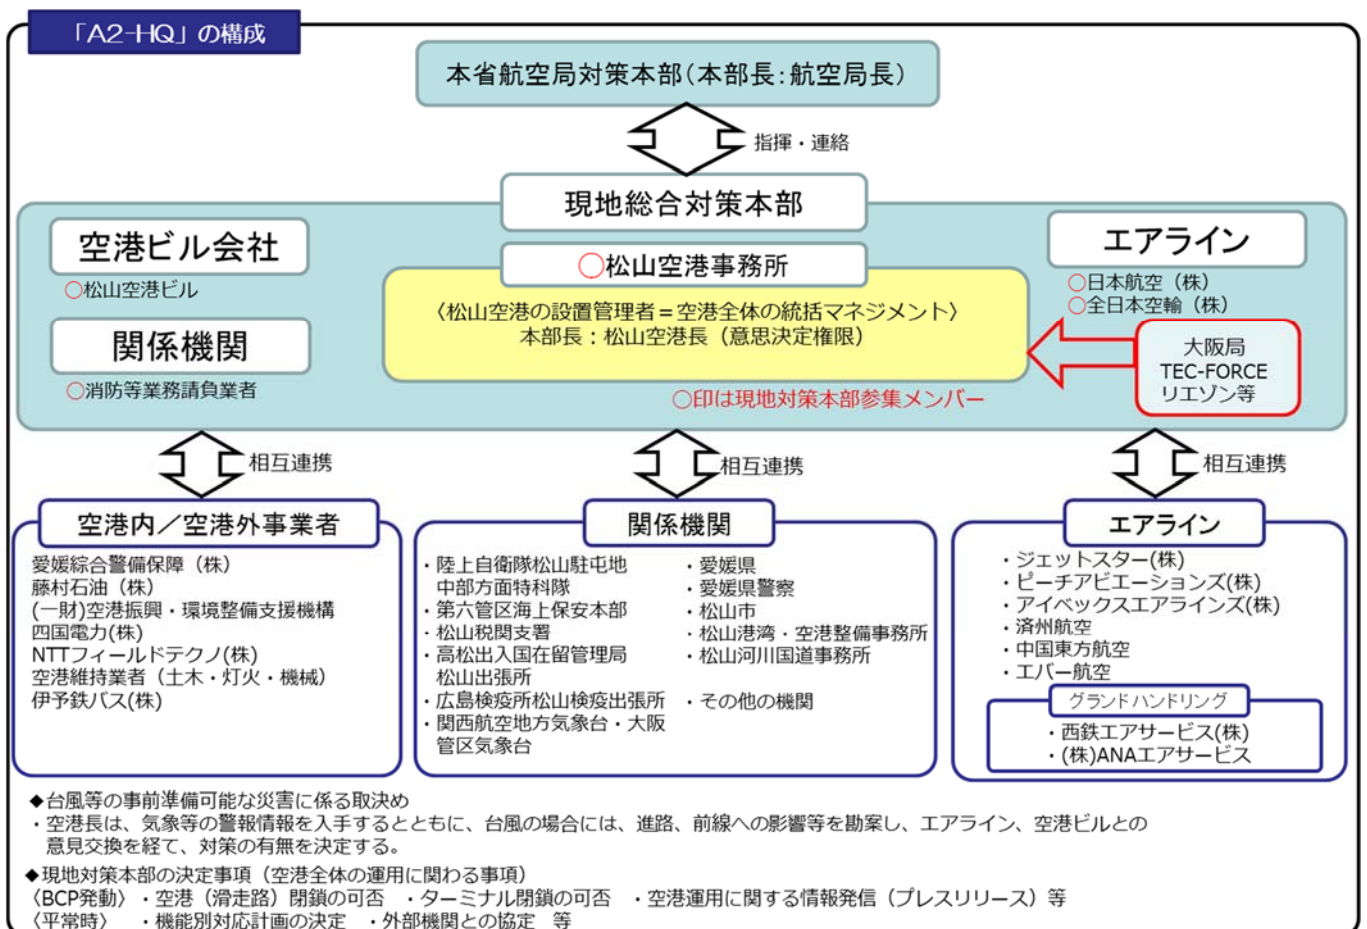 「A2-HQ」の構成
本省航空局対策本部(本部長:航空局長)
指揮・連絡
現地総合対策本部
空港ビル会社
○松山空港ビル
関係機関
○消防等業務請負業者
○松山空港事務所
〈松山空港の設置管理者=空港全体の統括マネジメント〉
本部長:松山空港長(意思決定権限)
○印は現地対策本部参集メンバー
エアライン
○日本航空(株)
○全日本空輸(株)
大阪局
TEC-FORCE
リエゾン等
相互連携
相互連携
相互連携
空港内/空港外事業者
愛媛綜合警備保障(株)
藤村石油(株)
(一財)空港振興・環境整備支援機構
四国電力(株)
NTTフィールドテクノ(株)
空港維持業者(土木・灯火・機械)
伊予鉄バス(株)
関係機関
・陸上自衛隊松山駐屯地
中部方面特科隊
・第六管区海上保安本部
・松山税関支署
・高松出入国在留管理局
松山出張所
・広島検疫所松山検疫出張所
・関西航空地方気象台・大阪
管区気象台
・愛媛県
・愛媛県警察
・松山市
・松山港湾・空港整備事務所
・松山河川国道事務所
・その他の機関
エアライン
・ジェットスター(株)
・ピーチアビエーションズ(株)
・アイベックスエアラインズ(株)
・済州航空
・中国東方航空
・エバー航空
グランドハンドリング
・西鉄エアサービス(株)
・(株)ANAエアサービス
◆台風等の事前準備可能な災害に係る取決め
・空港長は、気象等の警報情報を入手するとともに、台風の場合には、進路、前線への影響等を勘案し、エアライン、空港ビルとの
意見交換を経て、対策の有無を決定する。
◆現地対策本部の決定事項(空港全体の運用に関わる事項)
〈BCP発動〉・空港(滑走路)閉鎖の可否 ・ターミナル閉鎖の可否 ・空港運用に関する情報発信(プレスリリース)等
〈平常時〉 ・機能別対応計画の決定 ・外部機関との協定 等